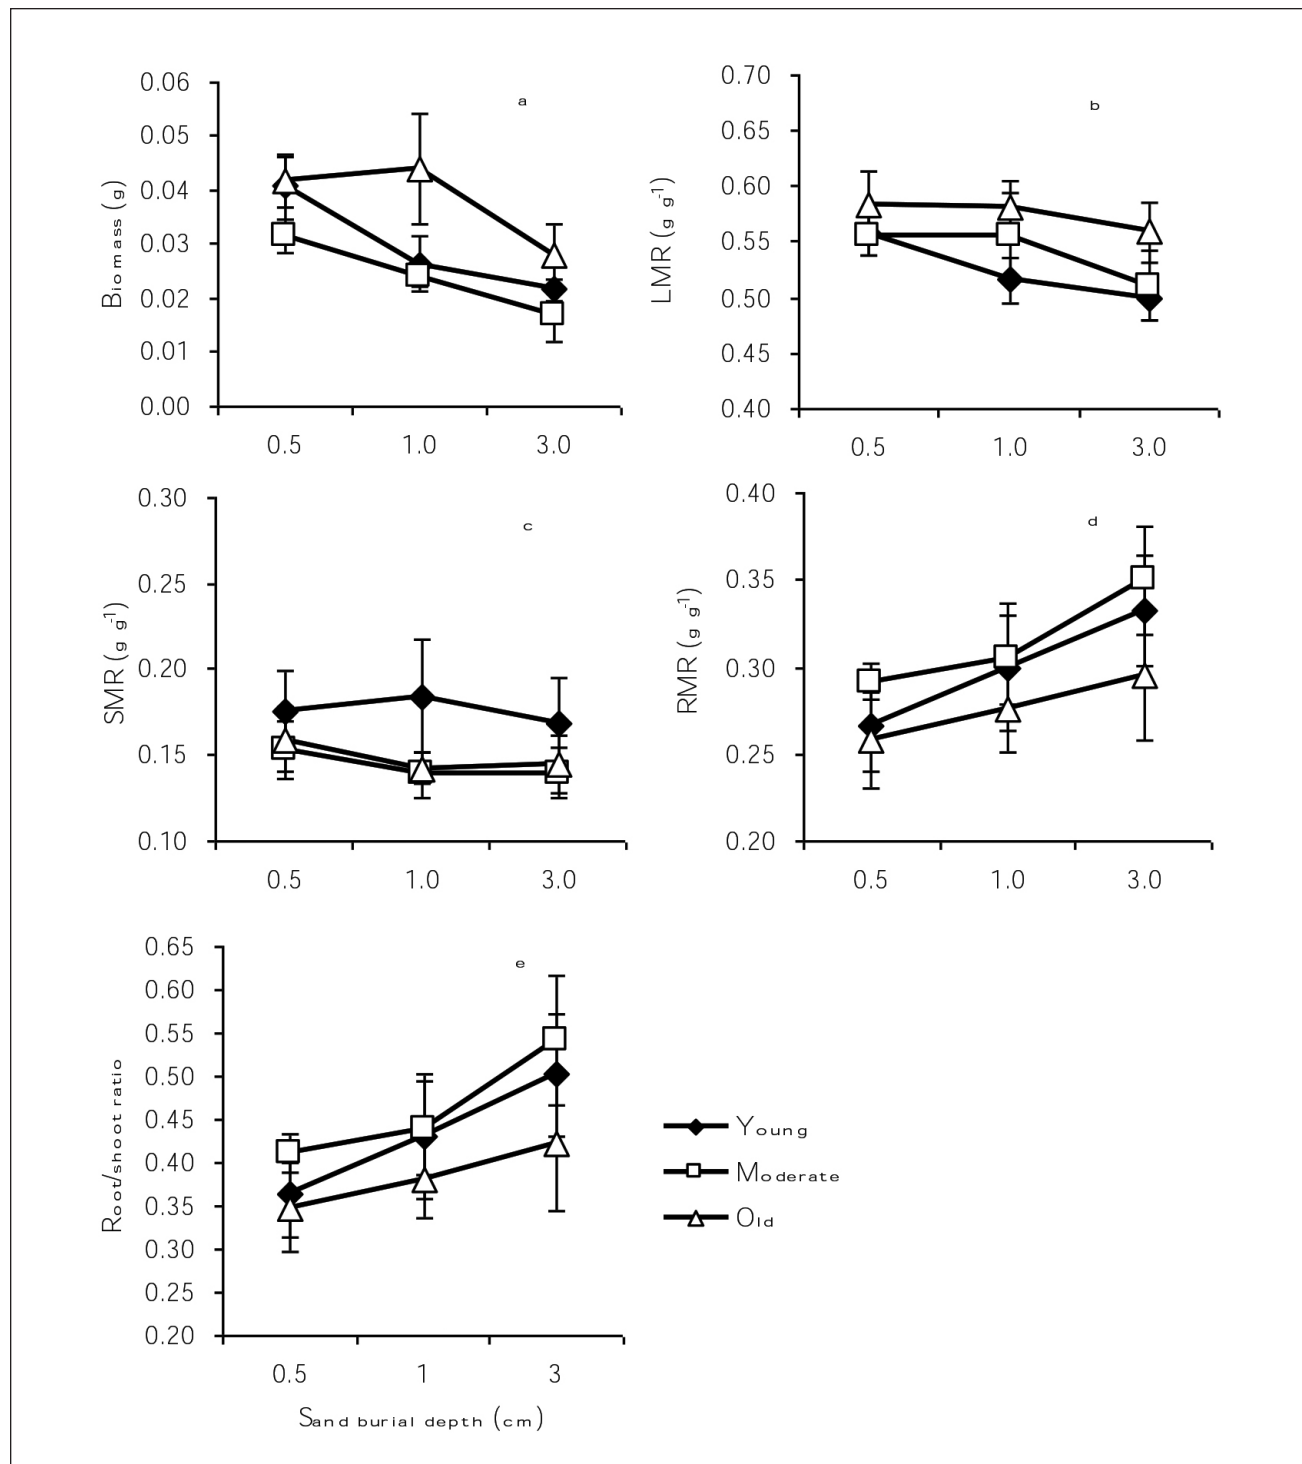 a
Biomass (g)
0.06
0.05
0.04
0.03
0.02
0.01
0.00
0.5 1.0 3.0
b
LMR (g g-1)
0.70
0.65
0.60
0.55
0.50
0.45
0.40
0.5 1.0 3.0
c
SMR (g g-1)
0.30
0.25
0.20
0.15
0.10
0.5 1.0 3.0
d
RMR (g g-1)
0.40
0.35
0.30
0.25
0.20
0.5 1.0 3.0
e
Root/shoot ratio
0.65
0.60
0.55
0.50
0.45
0.40
0.35
0.30
0.25
0.20
0.5 1 3
Sand burial depth (cm)
Young
Moderate
Old